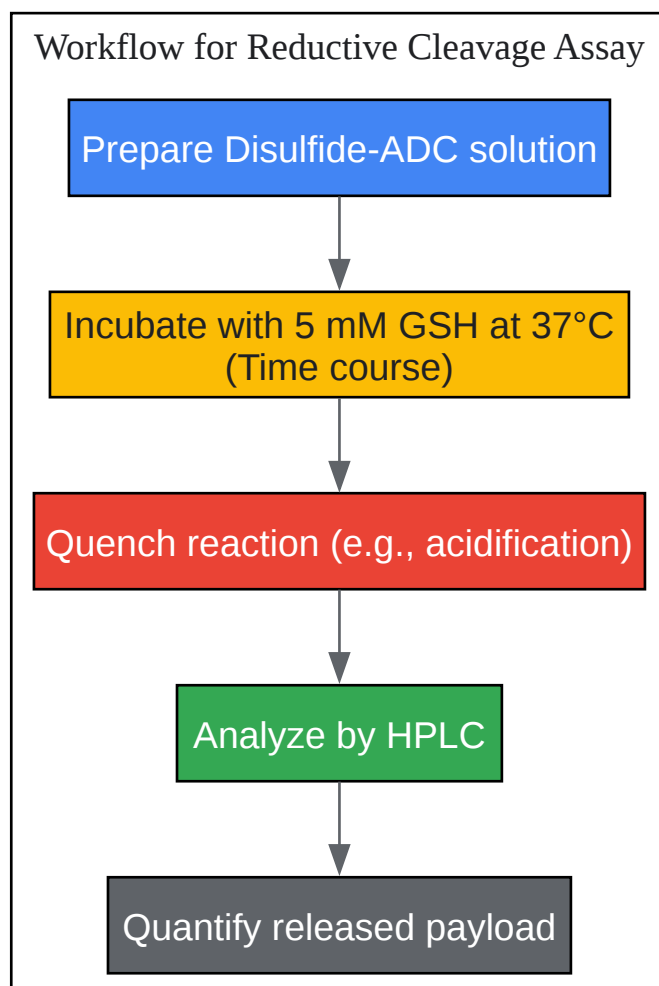 Workflow for Reductive Cleavage Assay
Prepare Disulfide-ADC solution
Incubate with 5 mM GSH at 37°C
(Time course)
Quench reaction (e.g., acidification)
Analyze by HPLC
Quantify released payload